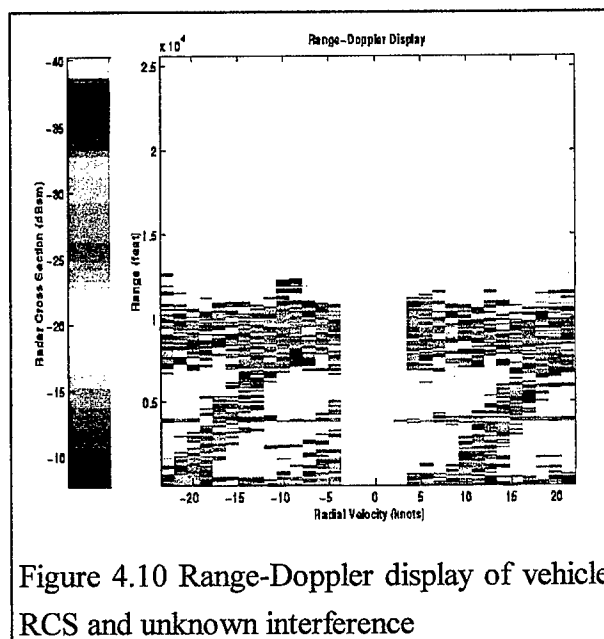 Range-Doppler Display
x 10^4
-40
-35
-30
-25
-20
-15
-10
Radar Cross Section (dBsm)
2.5
2
1.5
1
0.5
Range (feet)
-20 -15 -10 -5 0 5 10 15 20
Radial Velocity (knots)
Figure 4.10 Range-Doppler display of vehicle
RCS and unknown interference